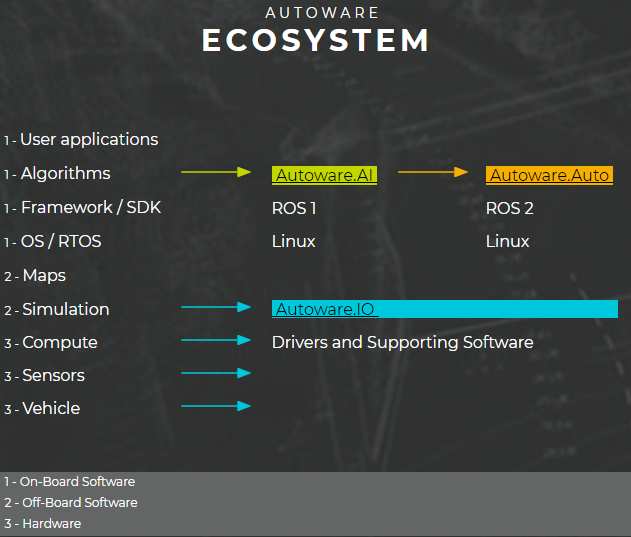 AUTOWARE
ECOSYSTEM
1 - User applications
1 - Algorithms Autoware.AI Autoware.Auto
1 - Framework / SDK ROS 1 ROS 2
1 - OS / RTOS Linux Linux
2 - Maps
2 - Simulation Autoware.IO
3 - Compute Drivers and Supporting Software
3 - Sensors
3 - Vehicle
1 - On-Board Software
2 - Off-Board Software
3 - Hardware